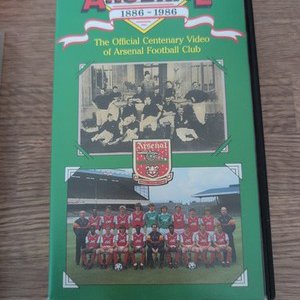 1886-1986
The Official Centenary Video
of Arsenal Football Club
Arsenal